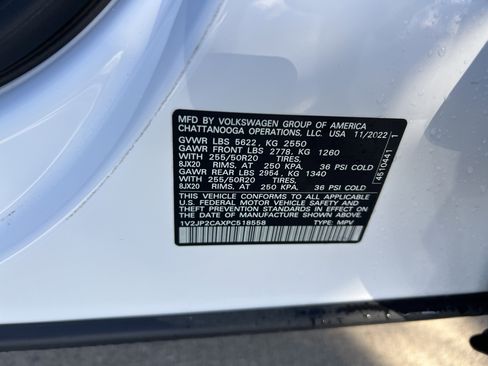 MFD BY VOLKSWAGEN GROUP OF AMERICA
CHATTANOOGA OPERATIONS, LLC. USA 11/2022
GVWR LBS 5622, KG 2550
GAWR FRONT LBS 2778, KG 1260
WITH 255/50R20 TIRES,
8JX20 RIMS, AT 250 KPA, 36 PSI COLD
GAWR REAR LBS 2954, KG 1340
WITH 255/50R20 TIRES,
8JX20 RIMS, AT 250 KPA, 36 PSI COLD
THIS VEHICLE CONFORMS TO ALL APPLICABLE
U.S. FEDERAL MOTOR VEHICLE SAFETY AND
THEFT PREVENTION STANDARDS IN EFFECT ON THE
DATE OF MANUFACTURE SHOWN ABOVE.
1V2JP2CAXPC518558 TYPE: MPV
(4510441 1